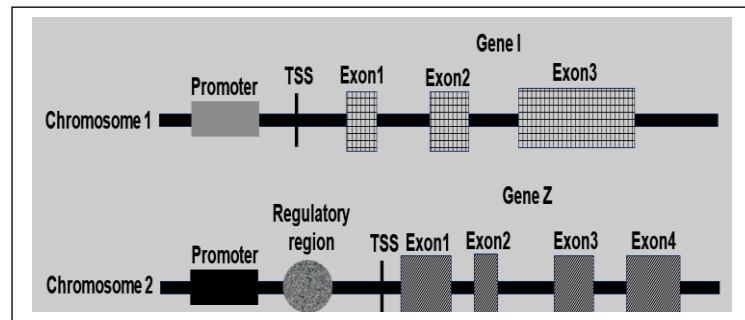 Gene I
Promoter
TSS
Exon1
Exon2
Exon3
Chromosome 1
Gene Z
Regulatory
region
Promoter
TSS
Exon1
Exon2
Exon3
Exon4
Chromosome 2